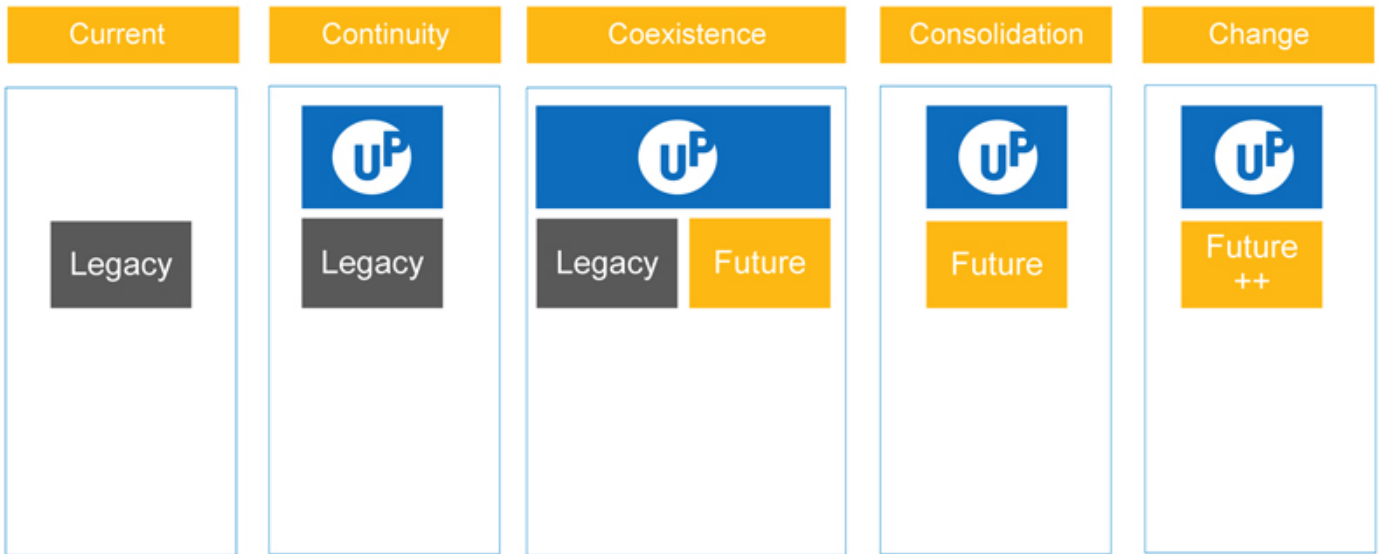 Current
Continuity
Coexistence
Consolidation
Change
UP
UP
UP
UP
Legacy
Legacy
Legacy
Future
Future
Future
++